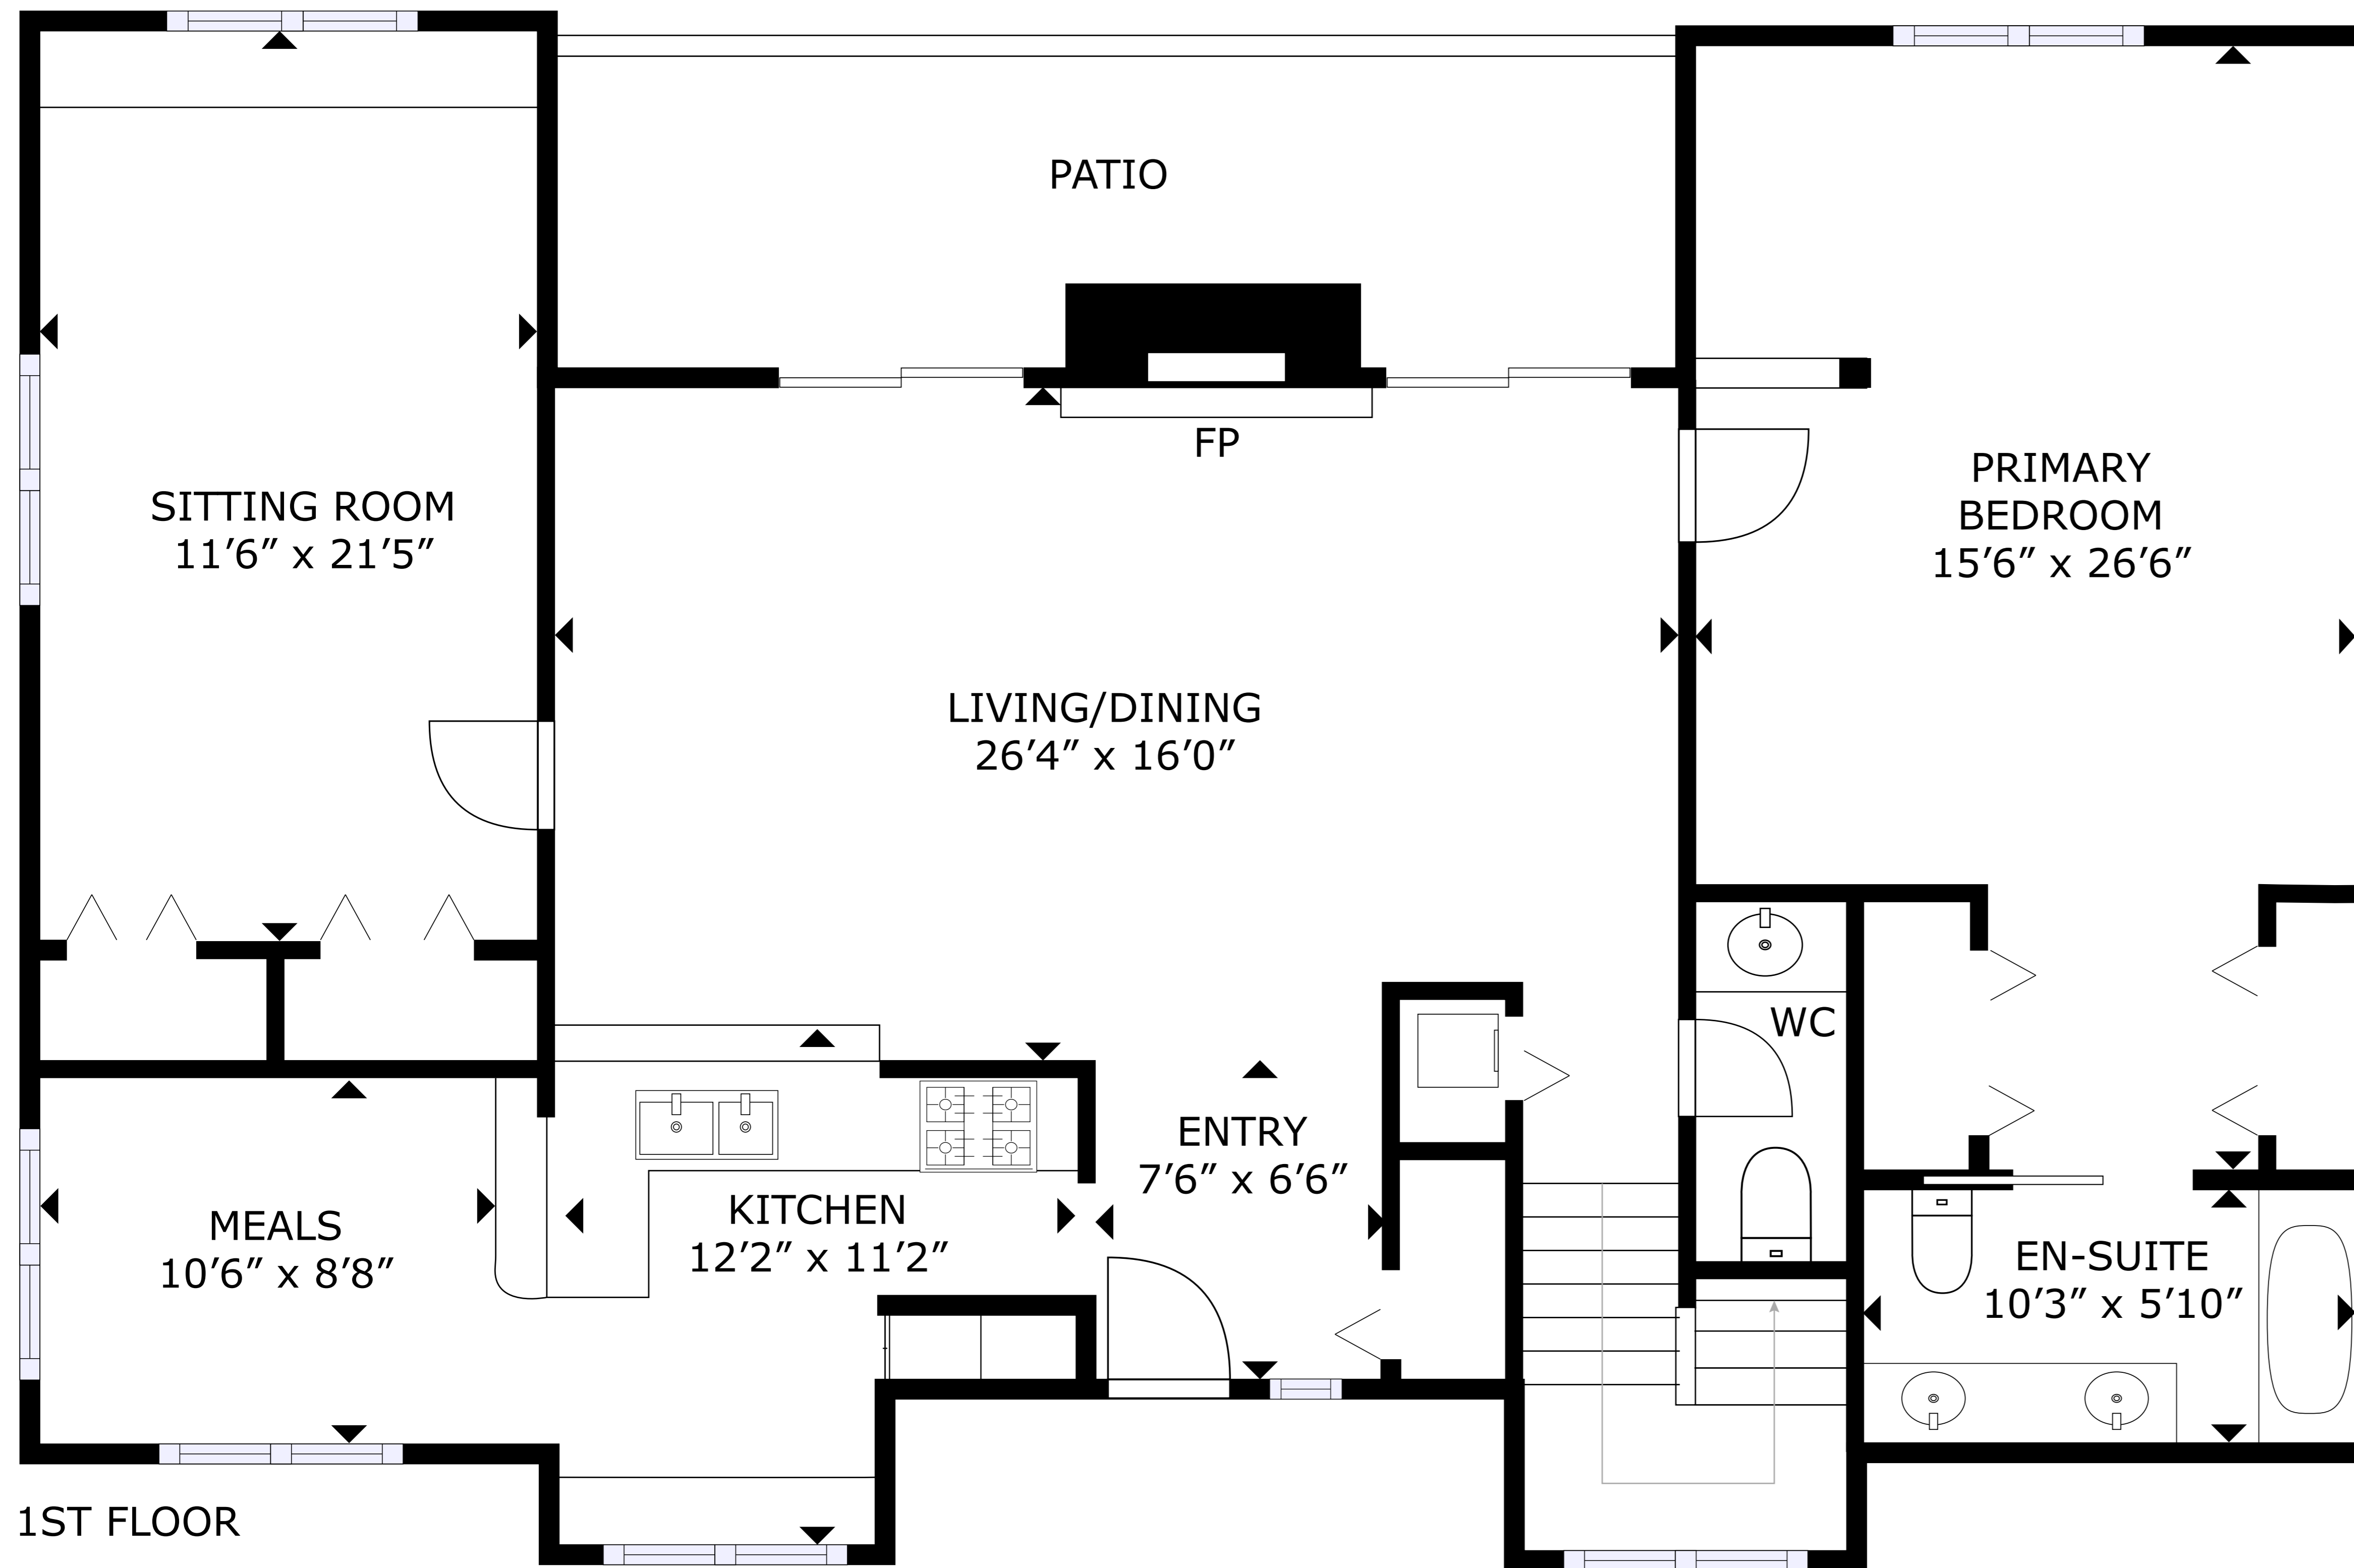 PATIO
FP
SITTING ROOM
11’6” x 21’5”
PRIMARY
BEDROOM
15’6” x 26’6”
LIVING/DINING
26’4” x 16’0”
WC
ENTRY
7’6” x 6’6”
MEALS
10’6” x 8’8”
KITCHEN
12’2” x 11’2”
EN-SUITE
10’3” x 5’10”
1ST FLOOR